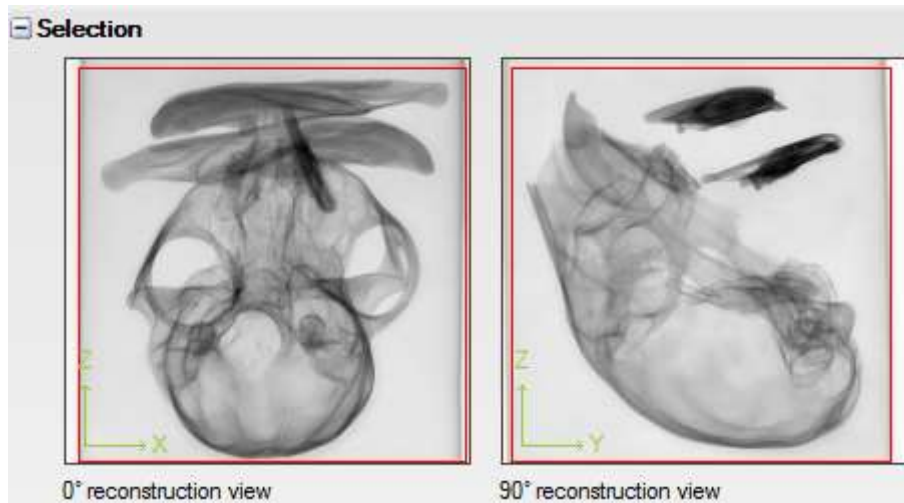 Selection
Z
X
Z
Y
0° reconstruction view
90° reconstruction view